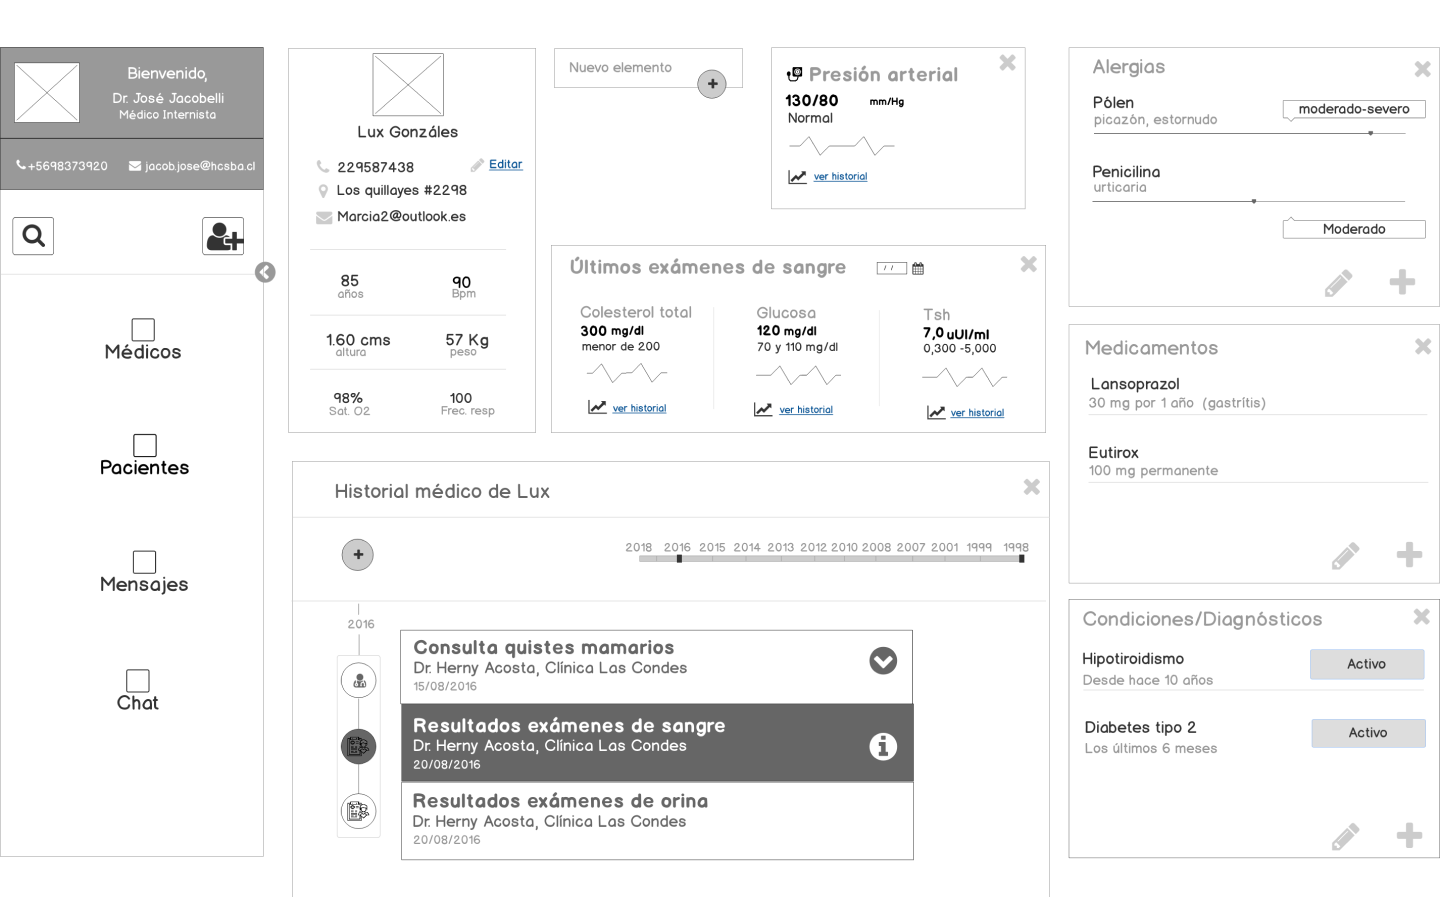 Bienvenido,
Dr. José Jacobelli
Médico Internista
+5698373920
jacob.jose@hcsba.cl
Médicos
Pacientes
Mensajes
Chat
Lux Gonzáles
229587438
Editar
Los quillayes #2298
Marcia2@outlook.es
85
años
90
Bpm
1.60 cms
altura
57 Kg
peso
98%
Sat. O2
100
Frec. resp
Nuevo elemento
Presión arterial
130/80 mm/Hg
Normal
ver historial
Últimos exámenes de sangre
/ /
Colesterol total
300 mg/dl
menor de 200
ver historial
Glucosa
120 mg/dl
70 y 110 mg/dl
ver historial
Tsh
7,0 uUI/ml
0,300 -5,000
ver historial
Historial médico de Lux
2018 2016 2015 2014 2013 2012 2010 2008 2007 2001 1999 1998
2016
Consulta quistes mamarios
Dr. Herny Acosta, Clínica Las Condes
15/08/2016
Resultados exámenes de sangre
Dr. Herny Acosta, Clínica Las Condes
20/08/2016
Resultados exámenes de orina
Dr. Herny Acosta, Clínica Las Condes
20/08/2016
Alergias
Pólen
picazón, estornudo
moderado-severo
Penicilina
urticaria
Moderado
Medicamentos
Lansoprazol
30 mg por 1 año (gastrítis)
Eutirox
100 mg permanente
Condiciones/Diagnósticos
Hipotiroidismo
Desde hace 10 años
Activo
Diabetes tipo 2
Los últimos 6 meses
Activo